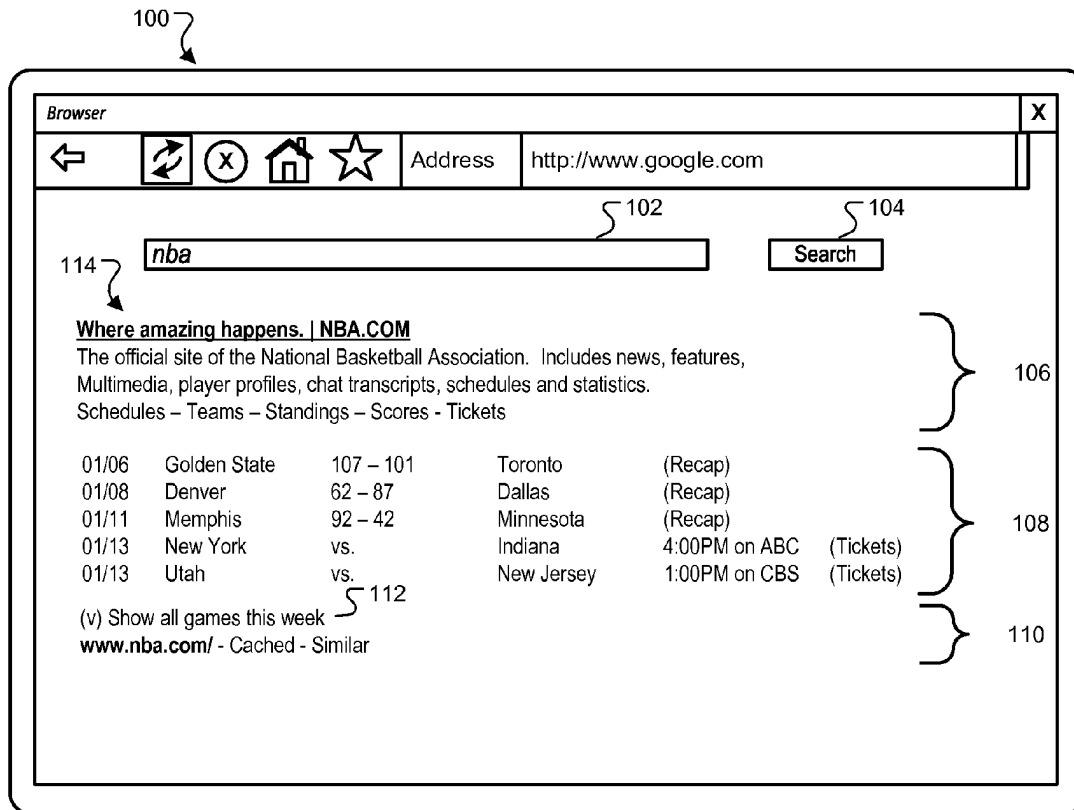 100
Browser X
X Address http://www.google.com
102 104
nba Search
114
Where amazing happens. | NBA.COM
The official site of the National Basketball Association. Includes news, features,
Multimedia, player profiles, chat transcripts, schedules and statistics.
106
Schedules – Teams – Standings – Scores - Tickets
01/06 Golden State 107 – 101 Toronto (Recap)
01/08 Denver 62 – 87 Dallas (Recap)
01/11 Memphis 92 – 42 Minnesota (Recap)
108
01/13 New York vs. Indiana 4:00PM on ABC (Tickets)
01/13 Utah vs. New Jersey 1:00PM on CBS (Tickets)
112
(v) Show all games this week
110
www.nba.com/ - Cached - Similar